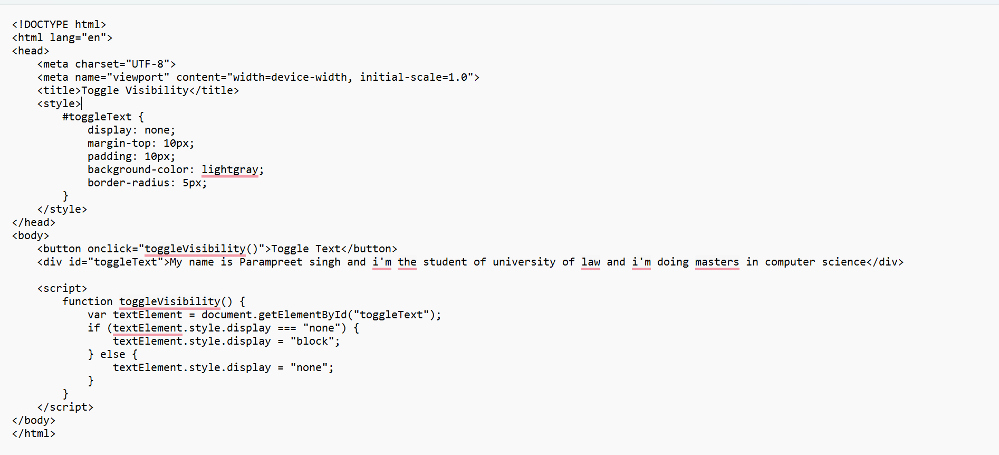 <!DOCTYPE html>
<html lang="en">
<head>
    <meta charset="UTF-8">
    <meta name="viewport" content="width=device-width, initial-scale=1.0">
    <title>Toggle Visibility</title>
    <style>
        #toggleText {
            display: none;
            margin-top: 10px;
            padding: 10px;
            background-color: lightgray;
            border-radius: 5px;
        }
    </style>
</head>
<body>
    <button onclick="toggleVisibility()">Toggle Text</button>
    <div id="toggleText">My name is Parampreet singh and i'm the student of university of law and i'm doing masters in computer science</div>

    <script>
        function toggleVisibility() {
            var textElement = document.getElementById("toggleText");
            if (textElement.style.display === "none") {
                textElement.style.display = "block";
            } else {
                textElement.style.display = "none";
            }
        }
    </script>
</body>
</html>